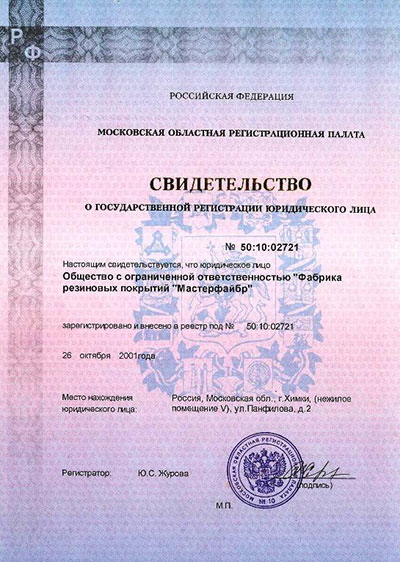 РФ
РОССИЙСКАЯ ФЕДЕРАЦИЯ
МОСКОВСКАЯ ОБЛАСТНАЯ РЕГИСТРАЦИОННАЯ ПАЛАТА
СВИДЕТЕЛЬСТВО
О ГОСУДАРСТВЕННОЙ РЕГИСТРАЦИИ ЮРИДИЧЕСКОГО ЛИЦА
№ 50:10:02721
Настоящим свидетельствуется, что юридическое лицо
Общество с ограниченной ответственностью "Фабрика
резиновых покрытий "Мастерфайбр"
зарегистрировано и внесено в реестр под № 50:10:02721
26 октября 2001года
Место нахождения Россия, Московская обл., г.Химки, (нежилое
юридического лица: помещение V), ул.Панфилова, д.2
МОСКОВСКАЯ ОБЛАСТНАЯ РЕГИСТРАЦИОННАЯ ПАЛАТА
№ 10
Регистратор: Ю.С. Журова
(подпись)
М.П.